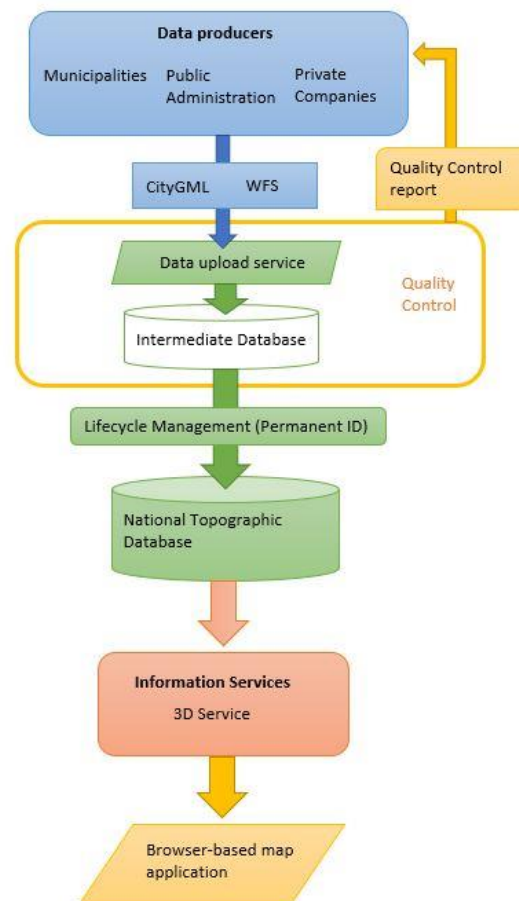 Data producers
Municipalities
Public
Administration
Private
Companies
CityGML
WFS
Quality Control
report
Data upload service
Quality
Control
Intermediate Database
Lifecycle Management (Permanent ID)
National Topographic
Database
Information Services
3D Service
Browser-based map
application